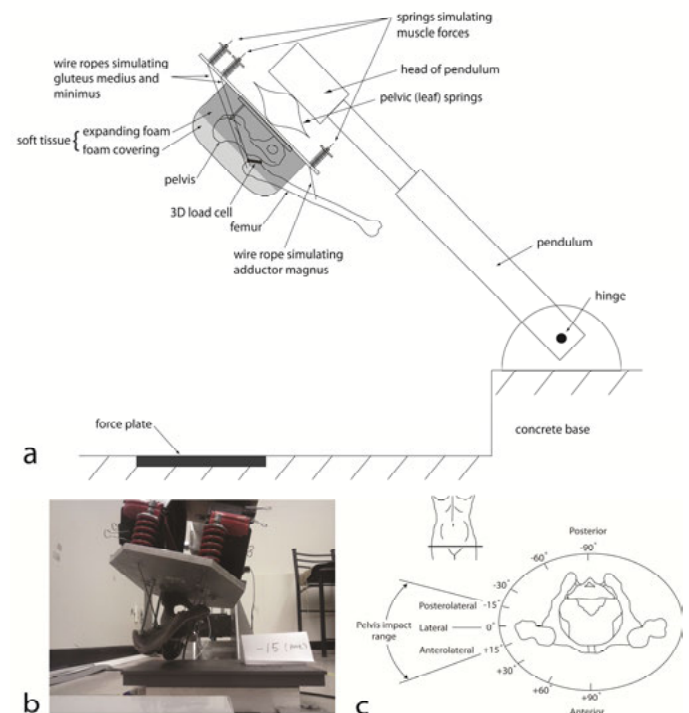 springs simulating
muscle forces
wire ropes simulating
gluteus medius and
minimus
head of pendulum
pelvic (leaf) springs
soft tissue
expanding foam
foam covering
pelvis
3D load cell
femur
wire rope simulating
adductor magnus
pendulum
hinge
force plate
concrete base
a
b
-15
c
Posterior
-90°
-60°
-30°
-15°
0°
+15°
+30°
+60°
+90°
Anterior
Posterolateral
Pelvis impact
range
Lateral
Anterolateral